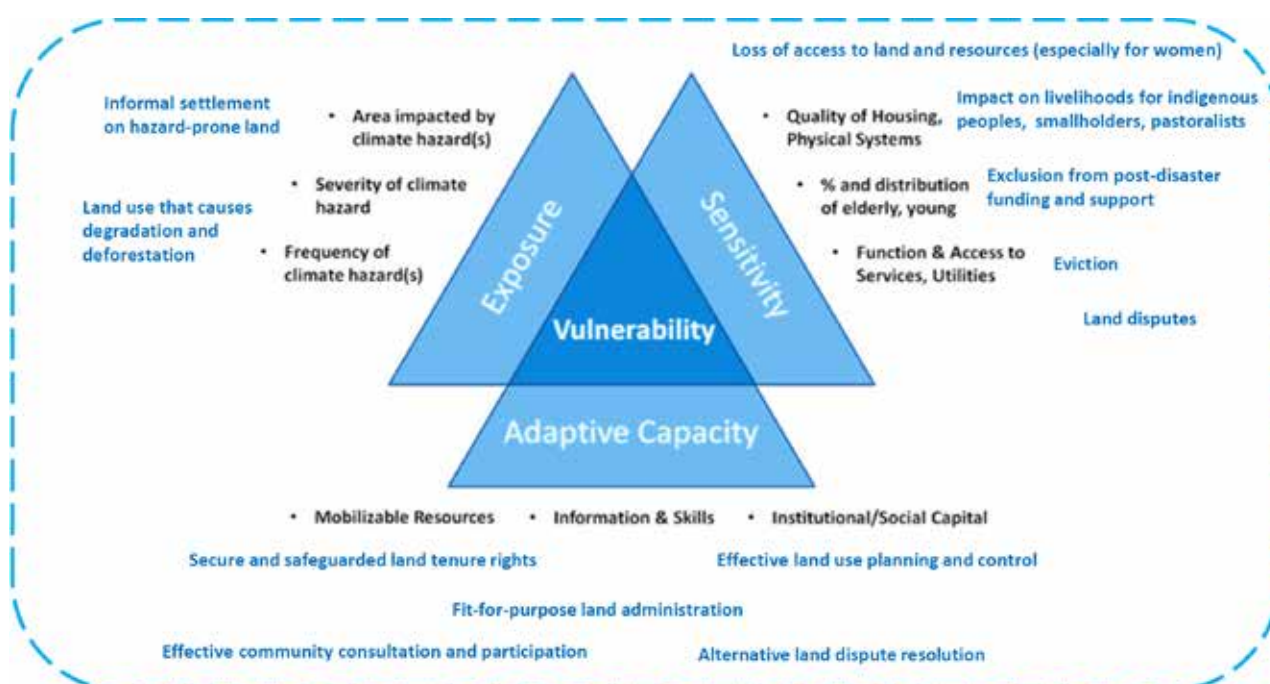 Loss of access to land and resources (especially for women)
Informal settlement
on hazard-prone land
• Area impacted by
climate hazard(s)
• Severity of climate
hazard
Land use that causes
degradation and
deforestation
• Frequency of
climate hazard(s)
Exposure
Sensitivity
Vulnerability
Adaptive Capacity
• Quality of Housing,
Physical Systems
Impact on livelihoods for indigenous
peoples, smallholders, pastoralists
• % and distribution
of elderly, young
Exclusion from post-disaster
funding and support
• Function & Access to
Services, Utilities
Eviction
Land disputes
• Mobilizable Resources • Information & Skills • Institutional/Social Capital
Secure and safeguarded land tenure rights
Effective land use planning and control
Fit-for-purpose land administration
Effective community consultation and participation
Alternative land dispute resolution